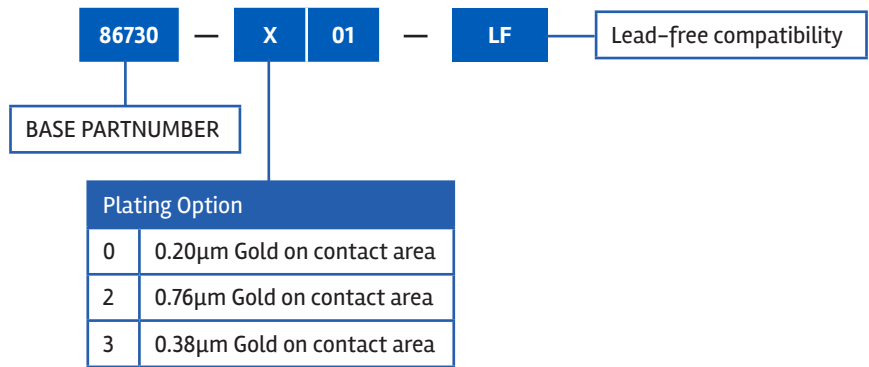 86730 — X 01 — LF Lead-free compatibility
BASE PARTNUMBER
Plating Option
0 0.20µm Gold on contact area
2 0.76µm Gold on contact area
3 0.38µm Gold on contact area